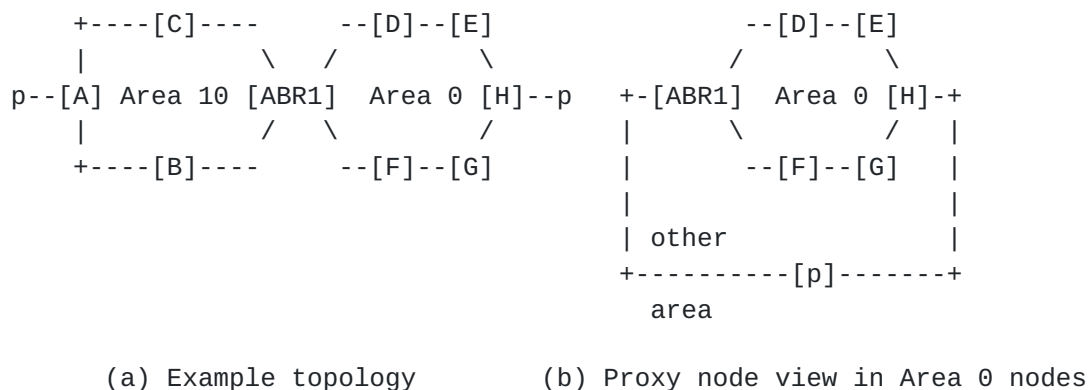 +----[C]----     --[D]--[E]              --[D]--[E]
|           \   /         \             /         \
p--[A] Area 10 [ABR1]  Area 0 [H]--p   +-[ABR1]  Area 0 [H]-+
|           /   \         /         |      \         /   |
+----[B]----     --[F]--[G]         |       --[F]--[G]   |
|                    |
| other              |
+----------[p]-------+
area
(a) Example topology        (b) Proxy node view in Area 0 nodes